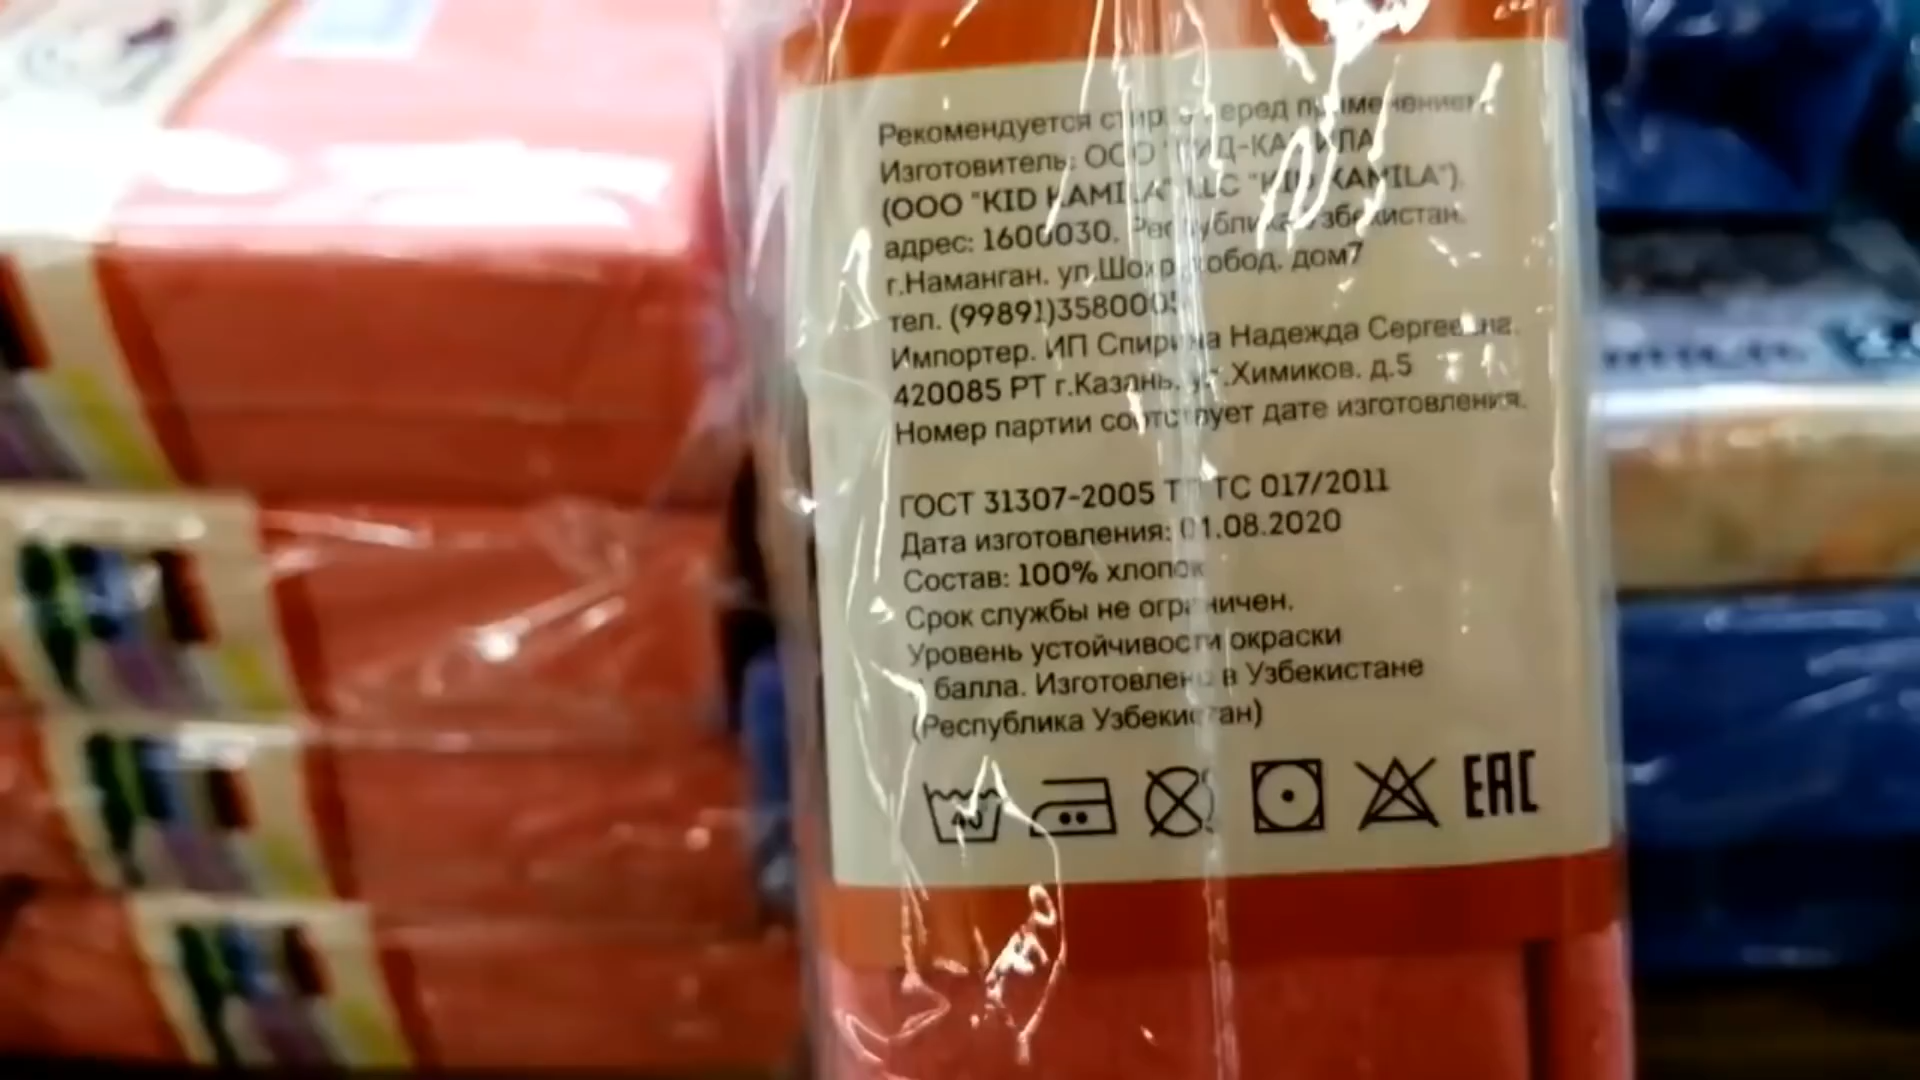 Рекомендуется перед применением.
Изготовитель: ООО
(ООО "KID KAMILA" LLC "KID KAMILA").
адрес: 1600030. Республика Узбекистан.
г.Наманган. ул. дом7
тел. (99891)3580005
Импортер. ИП Спирина Надежда Сергеевна.
420085 РТ г.Казань. ул.Химиков. д.5
Номер партии дате изготовления.
ГОСТ 31307-2005 ТР ТС 017/2011
Дата изготовления: 01.08.2020
Состав: 100% хлопок
Срок службы не ограничен.
Уровень устойчивости окраски
балла. Изготовлено в Узбекистане
(Республика Узбекистан)
40
EAC